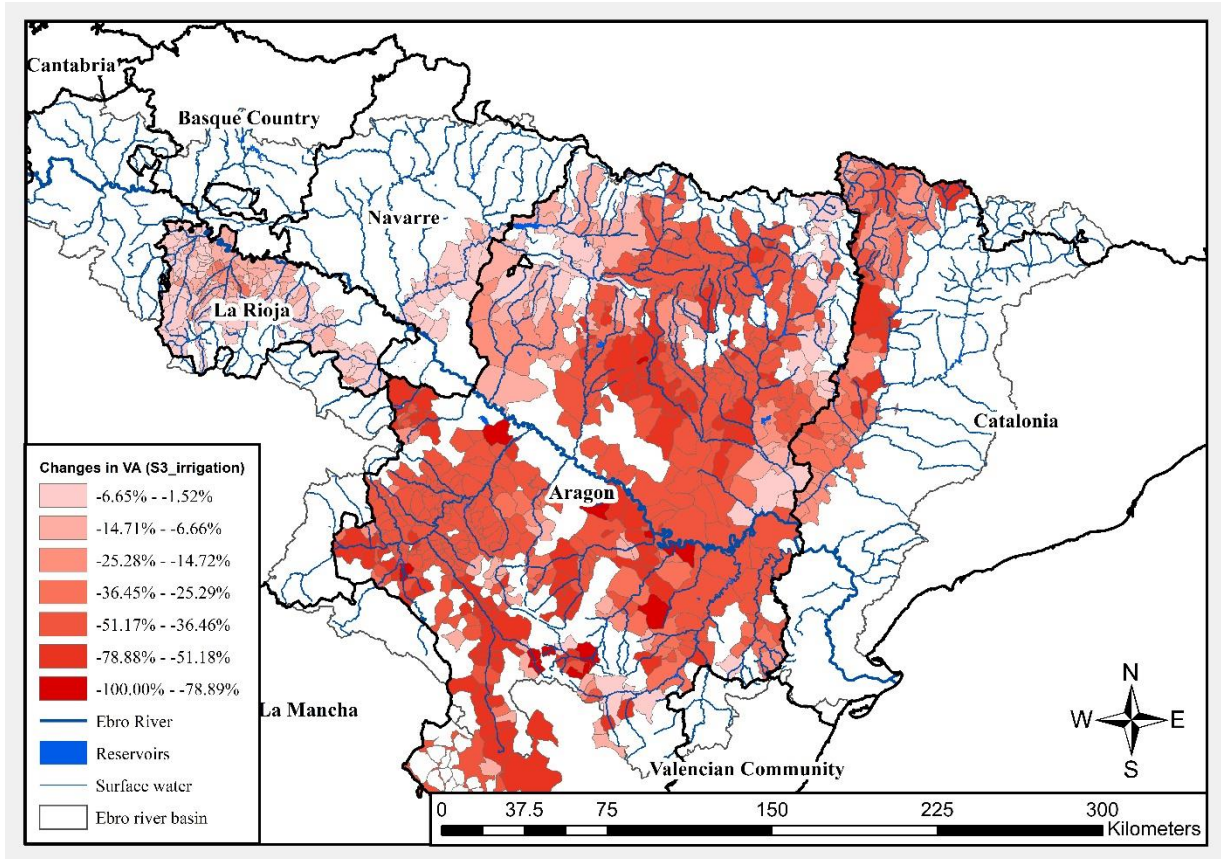 Cantabria
Basque Country
Navarre
La Rioja
Catalonia
Aragon
La Mancha
Valencian Community
Changes in VA (S3_irrigation)
-6.65% - -1.52%
-14.71% - -6.66%
-25.28% - -14.72%
-36.45% - -25.29%
-51.17% - -36.46%
-78.88% - -51.18%
-100.00% - -78.89%
Ebro River
Reservoirs
Surface water
Ebro river basin
N
W E
S
0 37.5 75 150 225 300
Kilometers